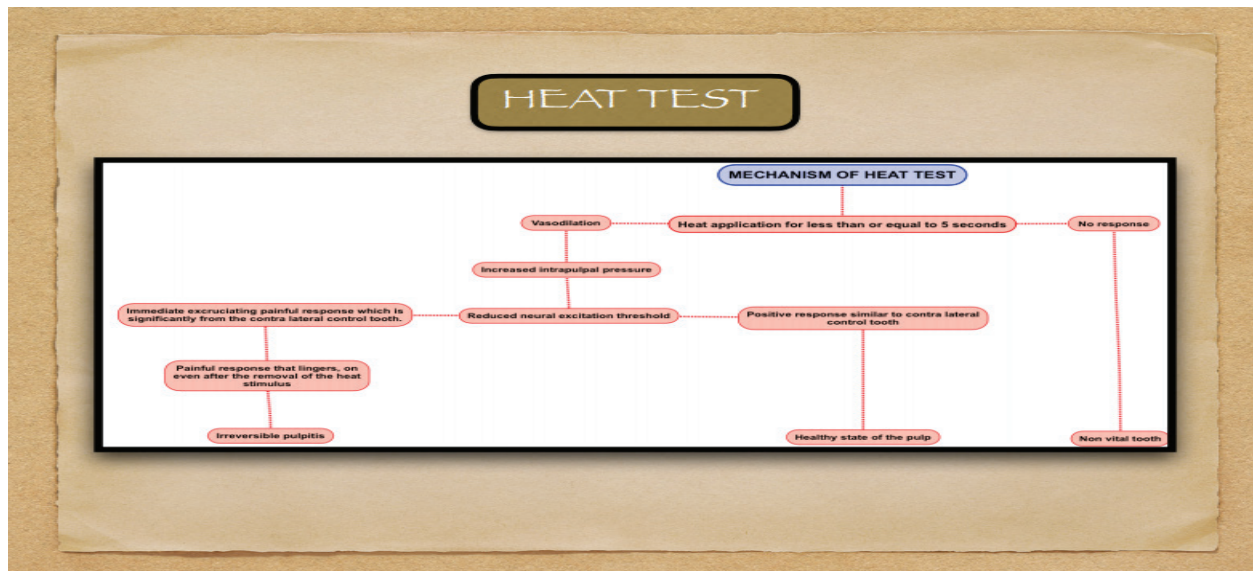 HEAT TEST
MECHANISM OF HEAT TEST
Vasodilation
Heat application for less than or equal to 5 seconds
No response
Increased intrapulpal pressure
Immediate excruciating painful response which is
significantly from the contra lateral control tooth.
Reduced neural excitation threshold
Positive response similar to contra lateral
control tooth
Painful response that lingers, on
even after the removal of the heat
stimulus
Irreversible pulpitis
Healthy state of the pulp
Non vital tooth